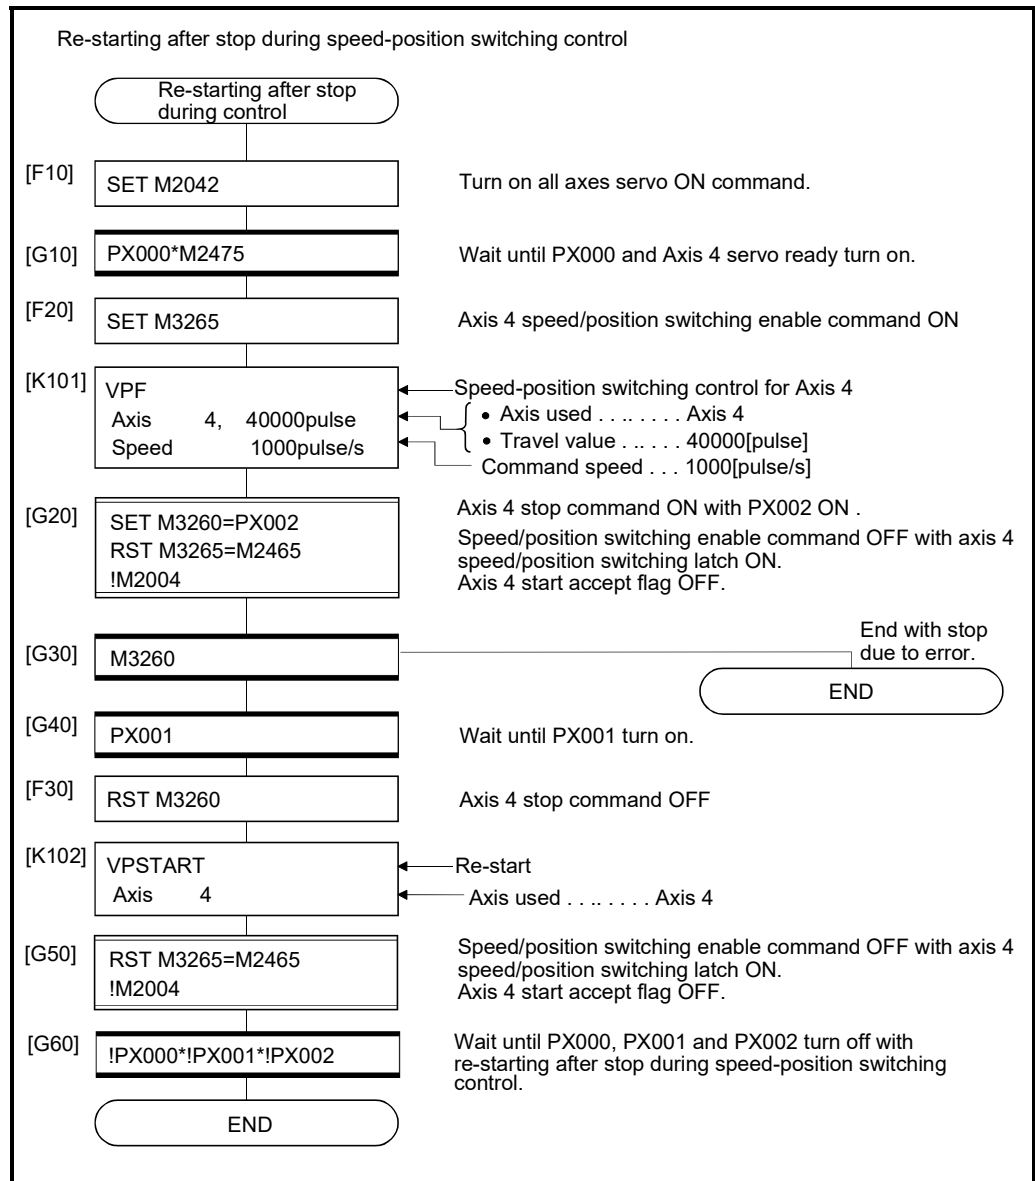 Re-starting after stop during speed-position switching control
Re-starting after stop
during control
[F10]
SET M2042
Turn on all axes servo ON command.
[G10]
PX000*M2475
Wait until PX000 and Axis 4 servo ready turn on.
[F20]
SET M3265
Axis 4 speed/position switching enable command ON
[K101]
VPF
Axis 4, 40000pulse
Speed 1000pulse/s
Speed-position switching control for Axis 4
• Axis used . . .. . . . . Axis 4
• Travel value . .. . . . 40000[pulse]
Command speed . . . 1000[pulse/s]
[G20]
SET M3260=PX002
RST M3265=M2465
!M2004
Axis 4 stop command ON with PX002 ON .
Speed/position switching enable command OFF with axis 4
speed/position switching latch ON.
Axis 4 start accept flag OFF.
[G30]
M3260
End with stop
due to error.
END
[G40]
PX001
Wait until PX001 turn on.
[F30]
RST M3260
Axis 4 stop command OFF
[K102]
VPSTART
Axis 4
Re-start
Axis used . . .. . . . . Axis 4
[G50]
RST M3265=M2465
!M2004
Speed/position switching enable command OFF with axis 4
speed/position switching latch ON.
Axis 4 start accept flag OFF.
[G60]
!PX000*!PX001*!PX002
Wait until PX000, PX001 and PX002 turn off with
re-starting after stop during speed-position switching
control.
END